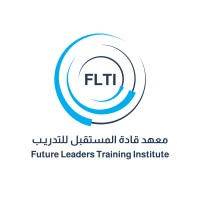 FLTI
معهد قادة المستقبل للتدريب
Future Leaders Training Institute